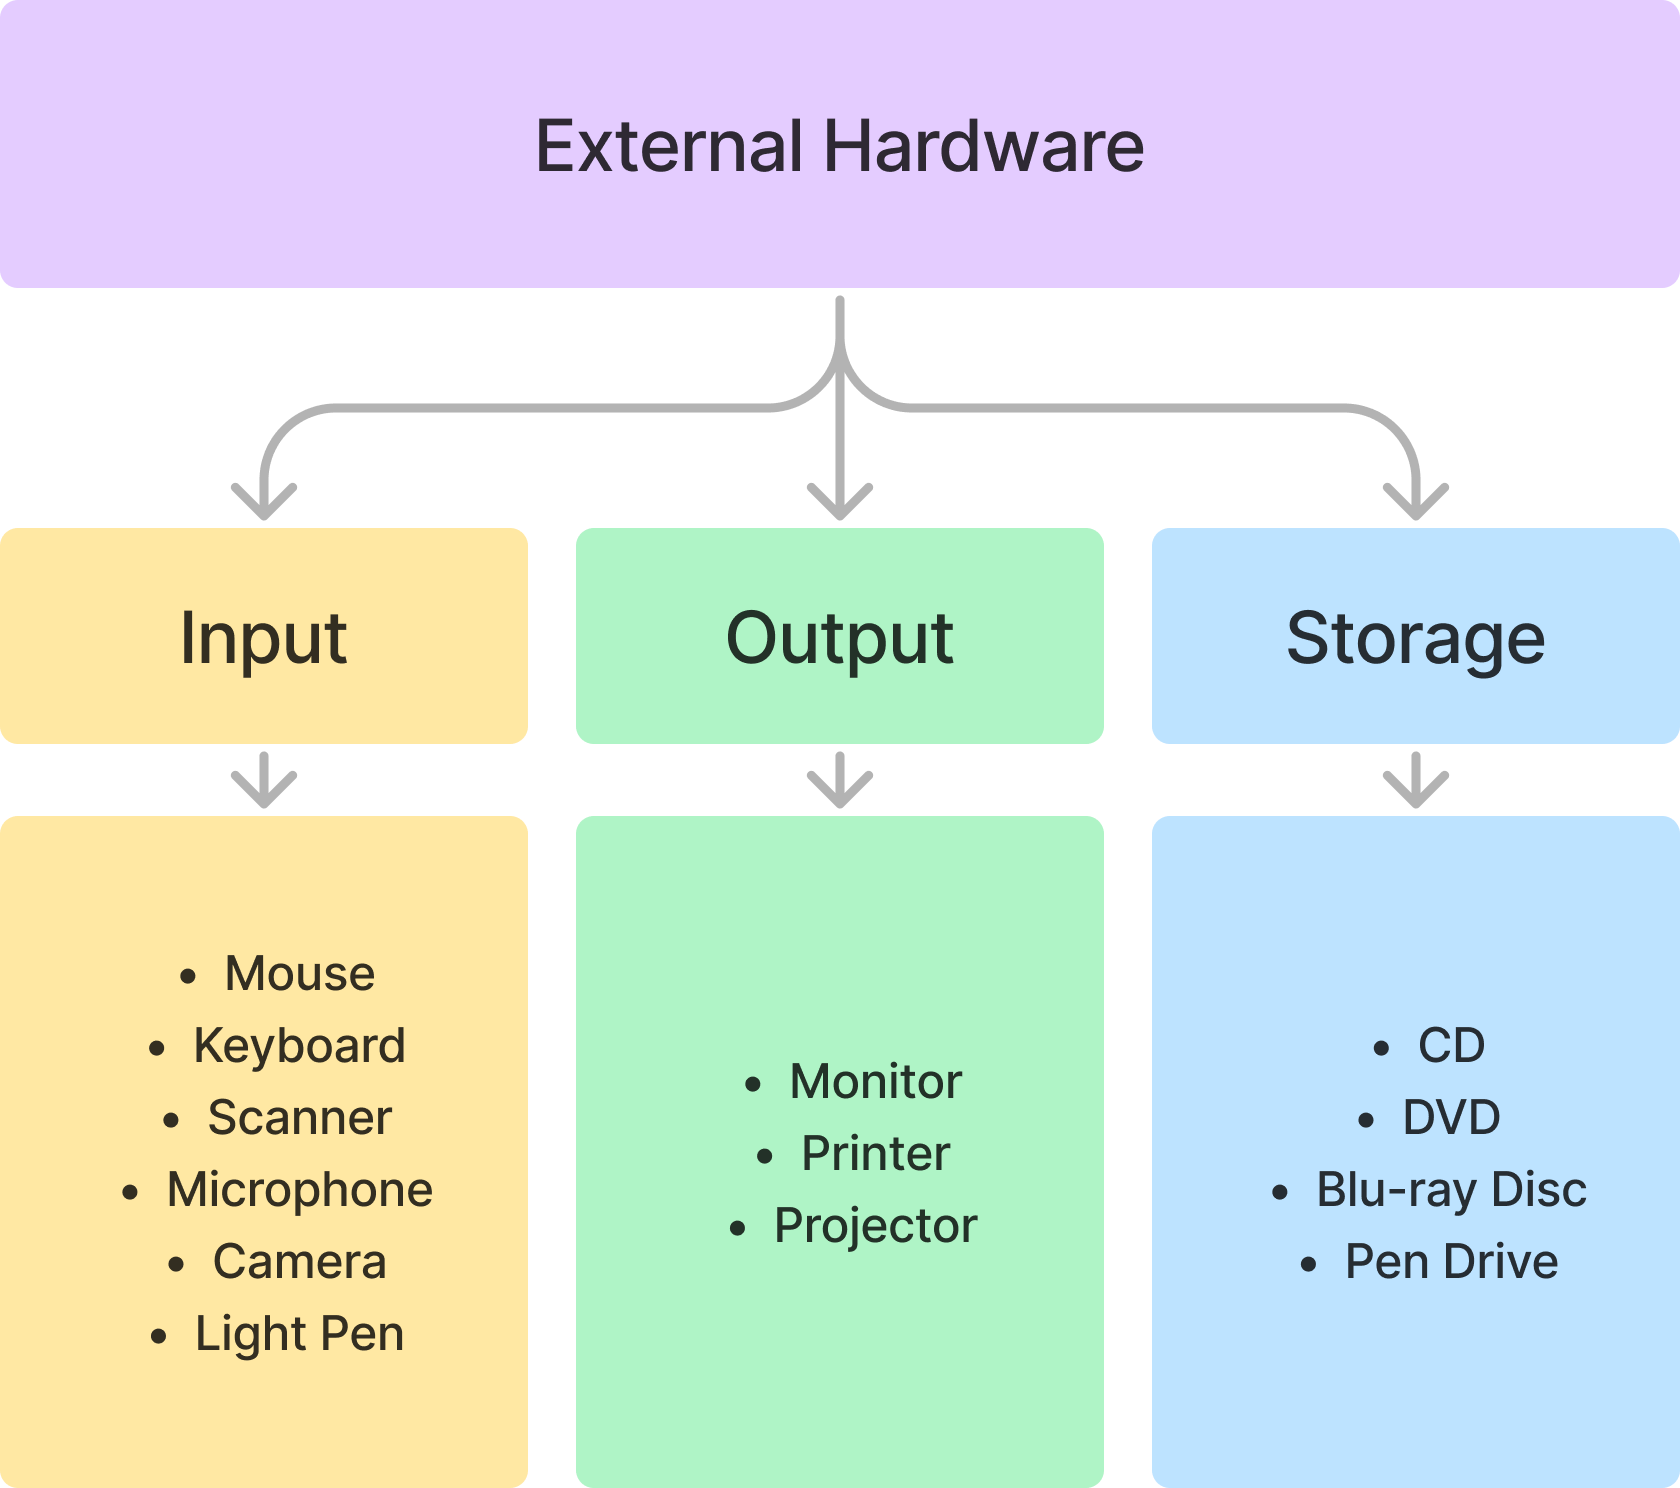 External Hardware
Input
Output
Storage
• Mouse
• Keyboard
• Scanner
• Microphone
• Camera
• Light Pen
• Monitor
• Printer
• Projector
• CD
• DVD
• Blu-ray Disc
• Pen Drive